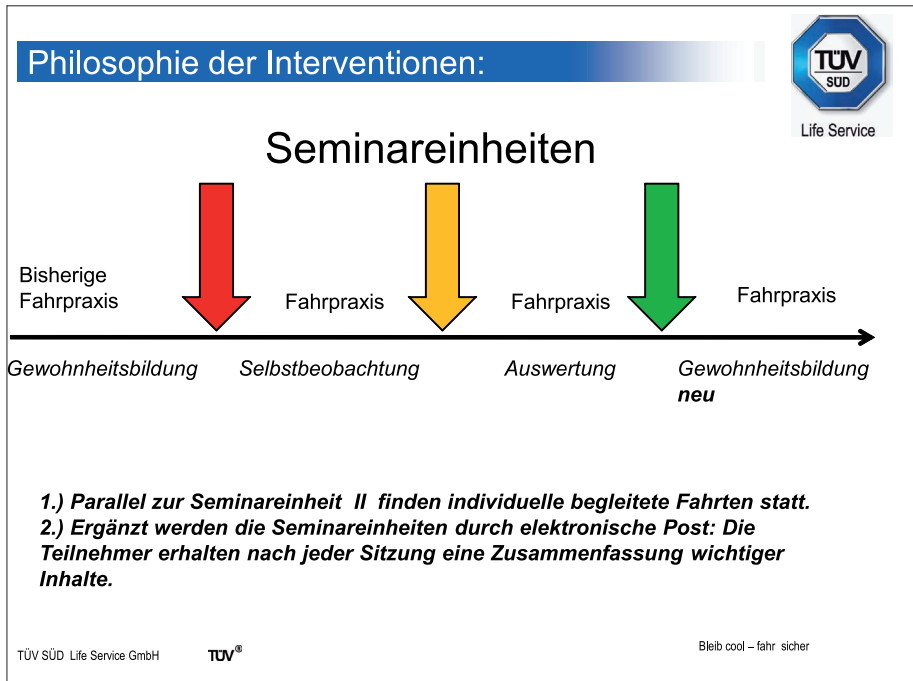 Philosophie der Interventionen:
TÜV
SÜD
Life Service
Seminareinheiten
Bisherige
Fahrpraxis
Fahrpraxis
Fahrpraxis
Fahrpraxis
Gewohnheitsbildung
Selbstbeobachtung
Auswertung
Gewohnheitsbildung
neu
1.) Parallel zur Seminareinheit II finden individuelle begleitete Fahrten statt.
2.) Ergänzt werden die Seminareinheiten durch elektronische Post: Die
Teilnehmer erhalten nach jeder Sitzung eine Zusammenfassung wichtiger
Inhalte.
TÜV SÜD Life Service GmbH
TÜV®
Bleib cool – fahr sicher